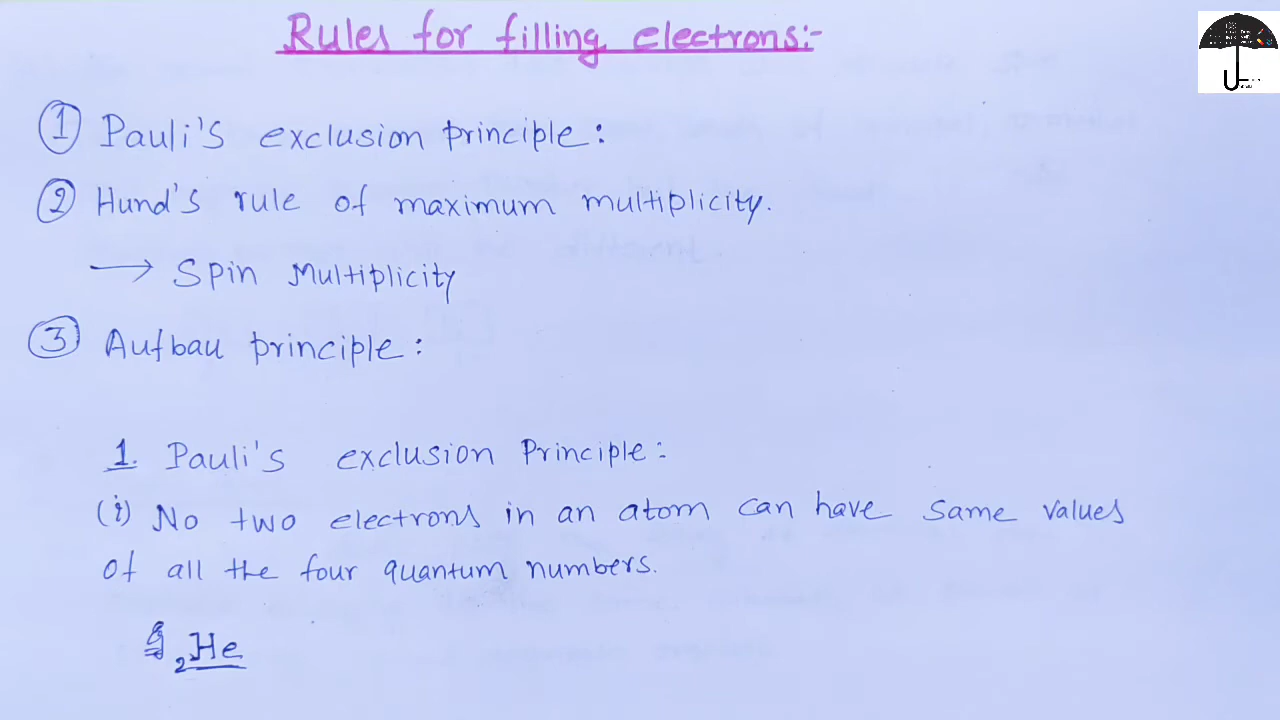 Rules for filling electrons:-
① Pauli's exclusion principle:
② Hund's rule of maximum multiplicity.
→ Spin Multiplicity
③ Aufbau principle:
1. Pauli's exclusion Principle:
(i) No two electrons in an atom can have same values
of all the four quantum numbers.
₂He